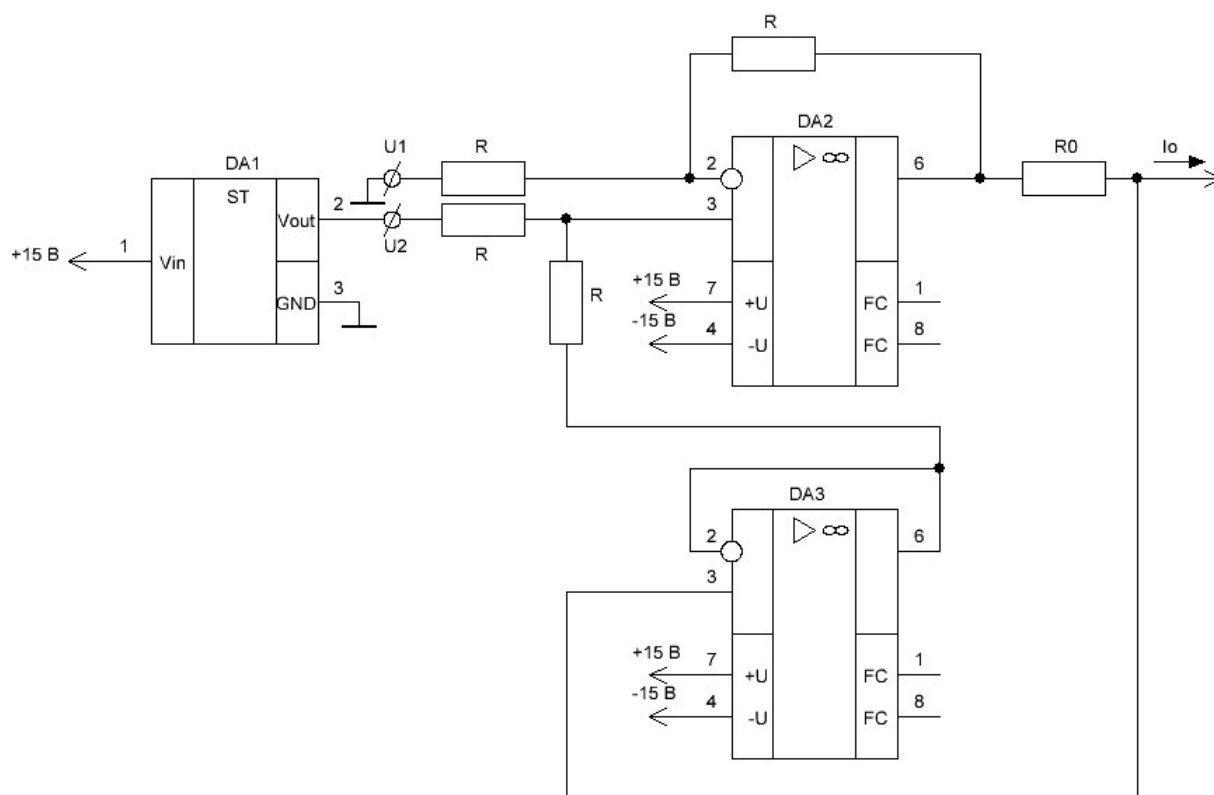 R
DA2
U1
R
2
6
R0
Io
DA1
ST
2
Vout
3
U2
R
+15 В
1
Vin
3
GND
R
+15 В
7
+U
FC
1
-15 В
4
-U
FC
8
DA3
2
6
3
+15 В
7
+U
FC
1
-15 В
4
-U
FC
8